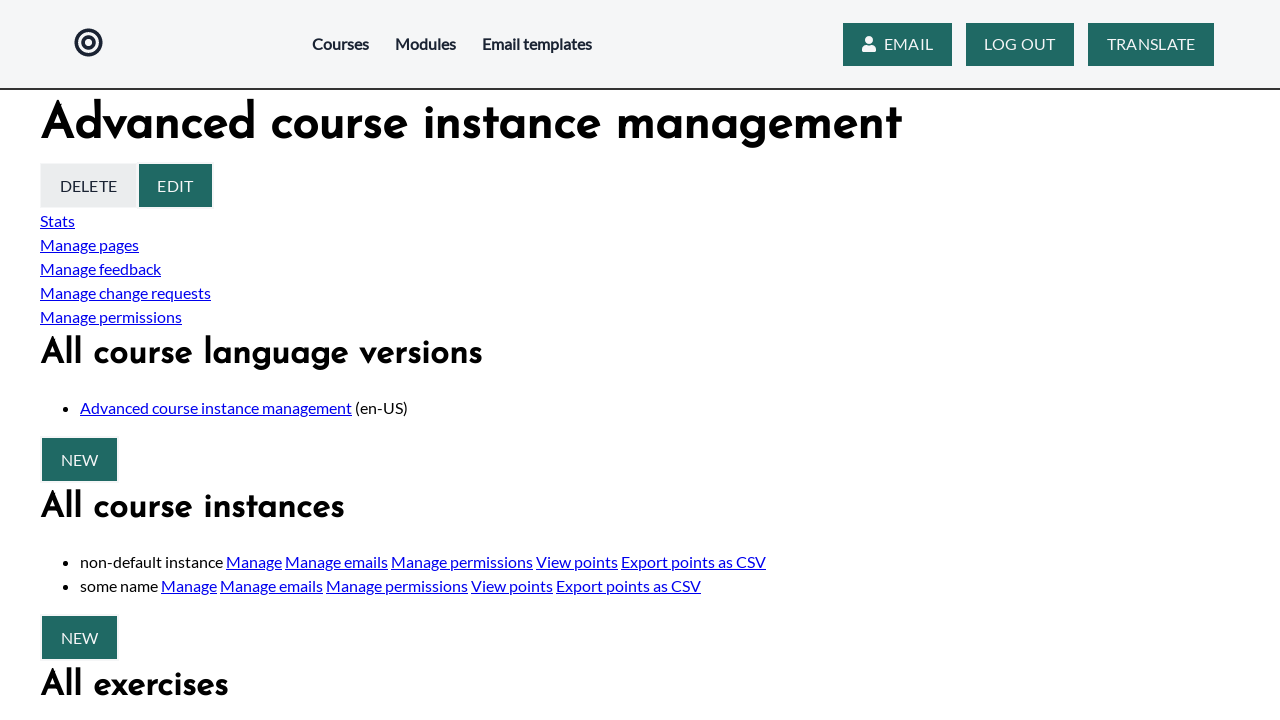 Courses Modules Email templates EMAIL LOG OUT TRANSLATE
Advanced course instance management
DELETE EDIT
Stats
Manage pages
Manage feedback
Manage change requests
Manage permissions
All course language versions
Advanced course instance management (en-US)
NEW
All course instances
non-default instance Manage Manage emails Manage permissions View points Export points as CSV
some name Manage Manage emails Manage permissions View points Export points as CSV
NEW
All exercises